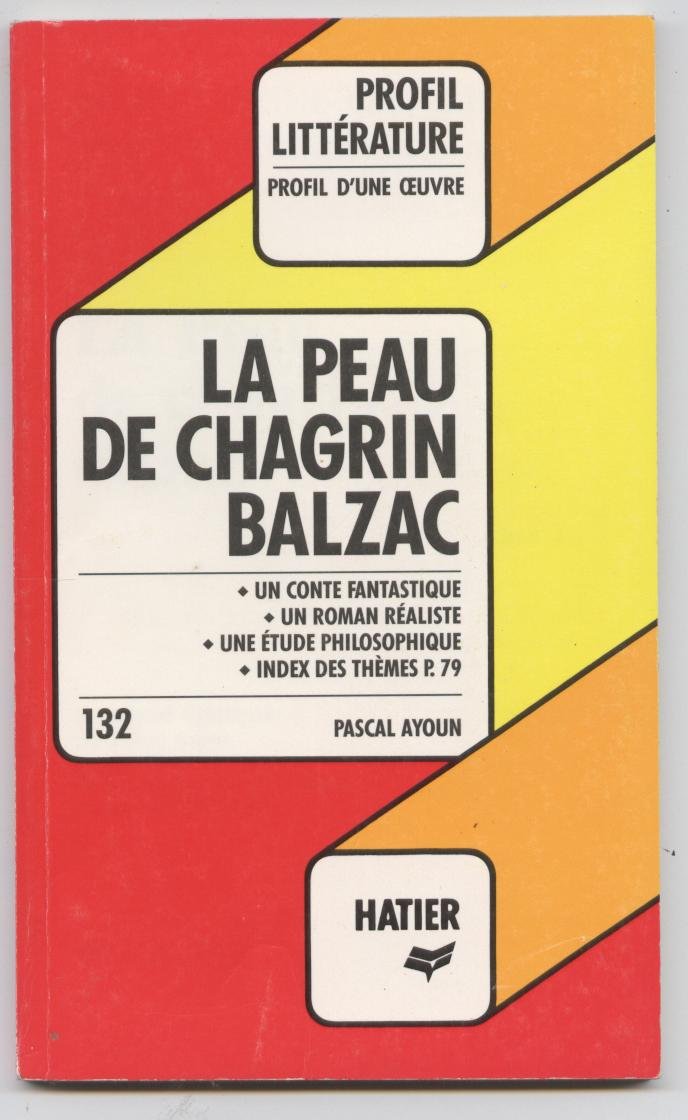 PROFIL
LITTÉRATURE
PROFIL D'UNE ŒUVRE
LA PEAU
DE CHAGRIN
BALZAC
◆ UN CONTE FANTASTIQUE
◆ UN ROMAN RÉALISTE
◆ UNE ÉTUDE PHILOSOPHIQUE
◆ INDEX DES THÈMES P. 79
132 PASCAL AYOUN
HATIER